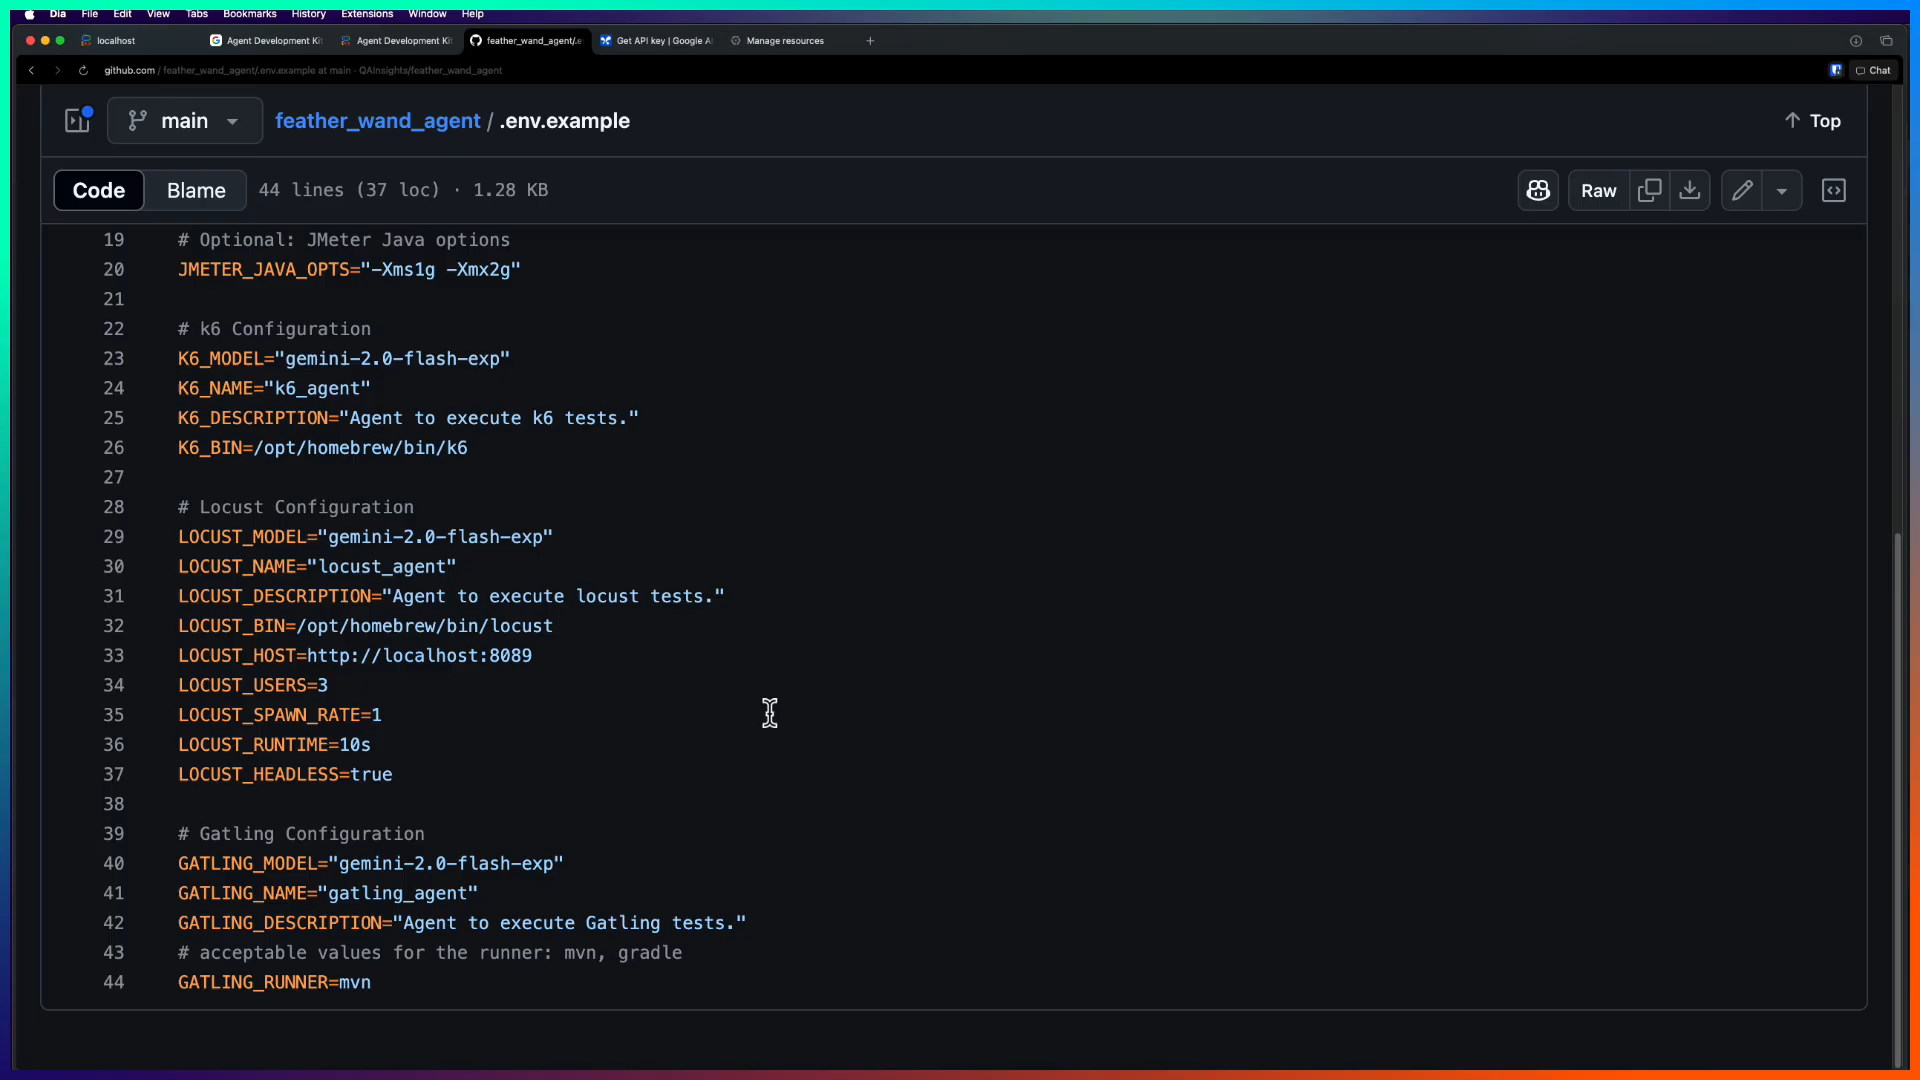 Dia File Edit View Tabs Bookmarks History Extensions Window Help
localhost Agent Development Ki Agent Development Ki feather_wand_agent/.e Get API key | Google A Manage resources
github.com / feather_wand_agent/.env.example at main · QAInsights/feather_wand_agent Chat
main feather_wand_agent / .env.example Top
Code Blame 44 lines (37 loc) · 1.28 KB Raw
19 # Optional: JMeter Java options
20 JMETER_JAVA_OPTS="-Xms1g -Xmx2g"
21
22 # k6 Configuration
23 K6_MODEL="gemini-2.0-flash-exp"
24 K6_NAME="k6_agent"
25 K6_DESCRIPTION="Agent to execute k6 tests."
26 K6_BIN=/opt/homebrew/bin/k6
27
28 # Locust Configuration
29 LOCUST_MODEL="gemini-2.0-flash-exp"
30 LOCUST_NAME="locust_agent"
31 LOCUST_DESCRIPTION="Agent to execute locust tests."
32 LOCUST_BIN=/opt/homebrew/bin/locust
33 LOCUST_HOST=http://localhost:8089
34 LOCUST_USERS=3
35 LOCUST_SPAWN_RATE=1
36 LOCUST_RUNTIME=10s
37 LOCUST_HEADLESS=true
38
39 # Gatling Configuration
40 GATLING_MODEL="gemini-2.0-flash-exp"
41 GATLING_NAME="gatling_agent"
42 GATLING_DESCRIPTION="Agent to execute Gatling tests."
43 # acceptable values for the runner: mvn, gradle
44 GATLING_RUNNER=mvn